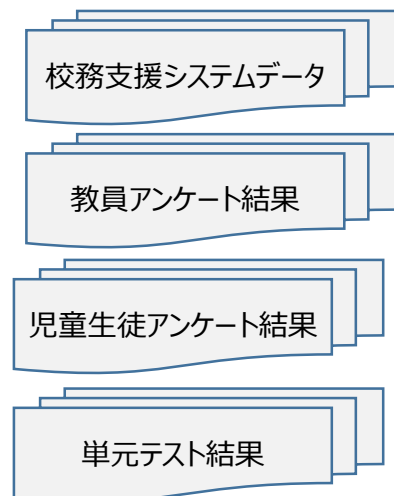 校務支援システムデータ
教員アンケート結果
児童生徒アンケート結果
単元テスト結果